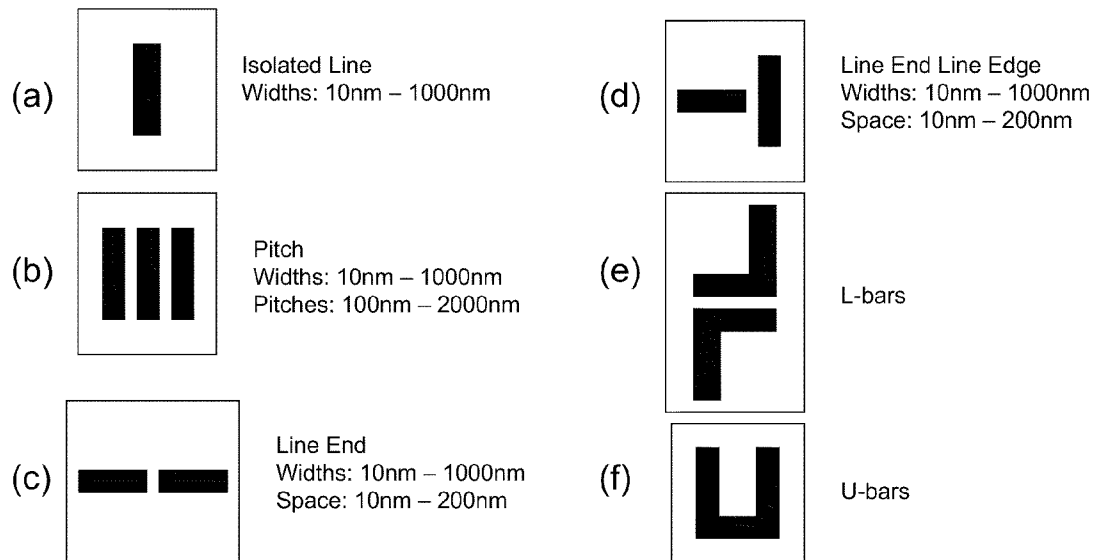 (a)
Isolated Line
Widths: 10nm – 1000nm
(b)
Pitch
Widths: 10nm – 1000nm
Pitches: 100nm – 2000nm
(c)
Line End
Widths: 10nm – 1000nm
Space: 10nm – 200nm
(d)
Line End Line Edge
Widths: 10nm – 1000nm
Space: 10nm – 200nm
(e)
L-bars
(f)
U-bars